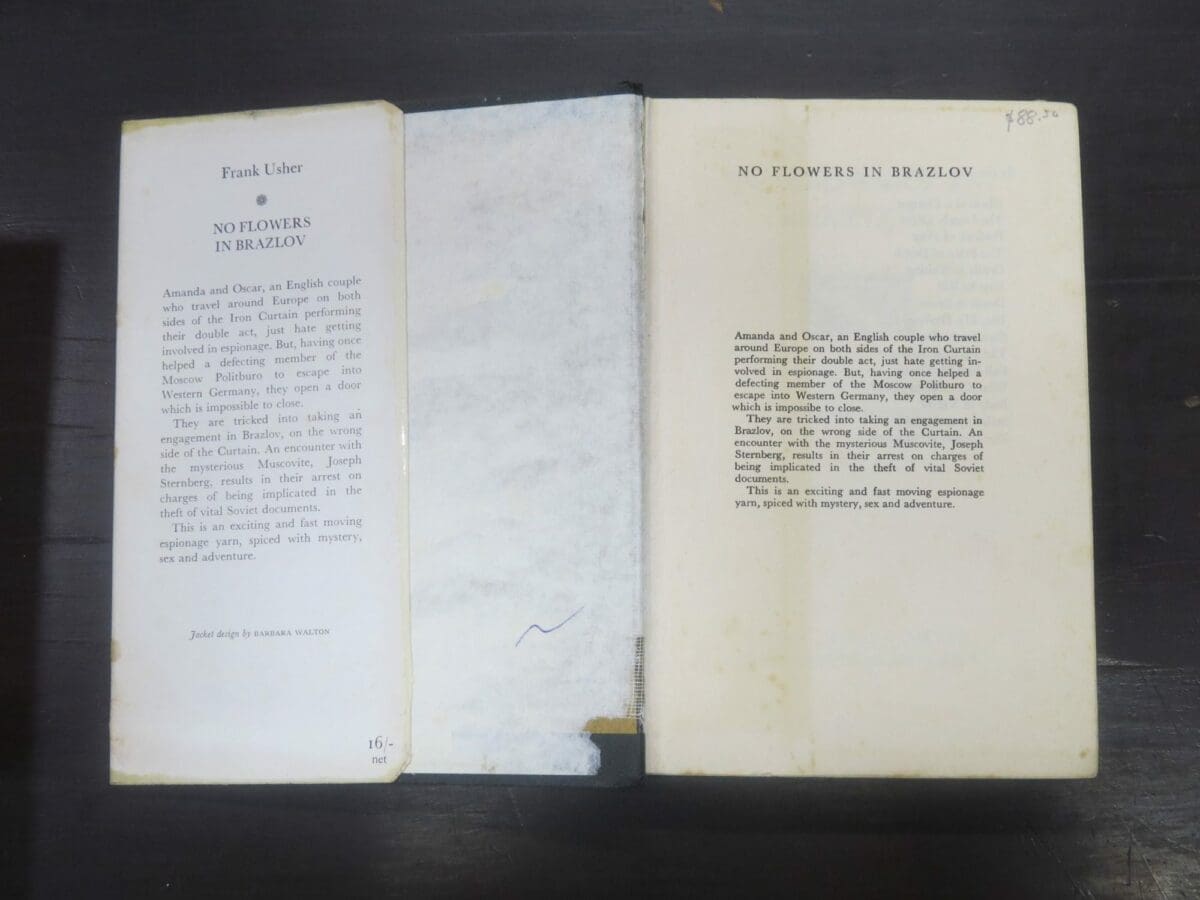 Frank Usher
NO FLOWERS
IN BRAZLOV
Amanda and Oscar, an English couple
who travel around Europe on both
sides of the Iron Curtain performing
their double act, just hate getting
involved in espionage. But, having once
helped a defecting member of the
Moscow Politburo to escape into
Western Germany, they open a door
which is impossible to close.
They are tricked into taking an
engagement in Brazlov, on the wrong
side of the Curtain. An encounter with
the mysterious Muscovite, Joseph
Sternberg, results in their arrest on
charges of being implicated in the
theft of vital Soviet documents.
This is an exciting and fast moving
espionage yarn, spiced with mystery,
sex and adventure.
Jacket design by BARBARA WALTON
16/-
net
$88.50
NO FLOWERS IN BRAZLOV
Amanda and Oscar, an English couple who travel
around Europe on both sides of the Iron Curtain
performing their double act, just hate getting in-
volved in espionage. But, having once helped a
defecting member of the Moscow Politburo to
escape into Western Germany, they open a door
which is impossibe to close.
They are tricked into taking an engagement in
Brazlov, on the wrong side of the Curtain. An
encounter with the mysterious Muscovite, Joseph
Sternberg, results in their arrest on charges of
being implicated in the theft of vital Soviet
documents.
This is an exciting and fast moving espionage
yarn, spiced with mystery, sex and adventure.